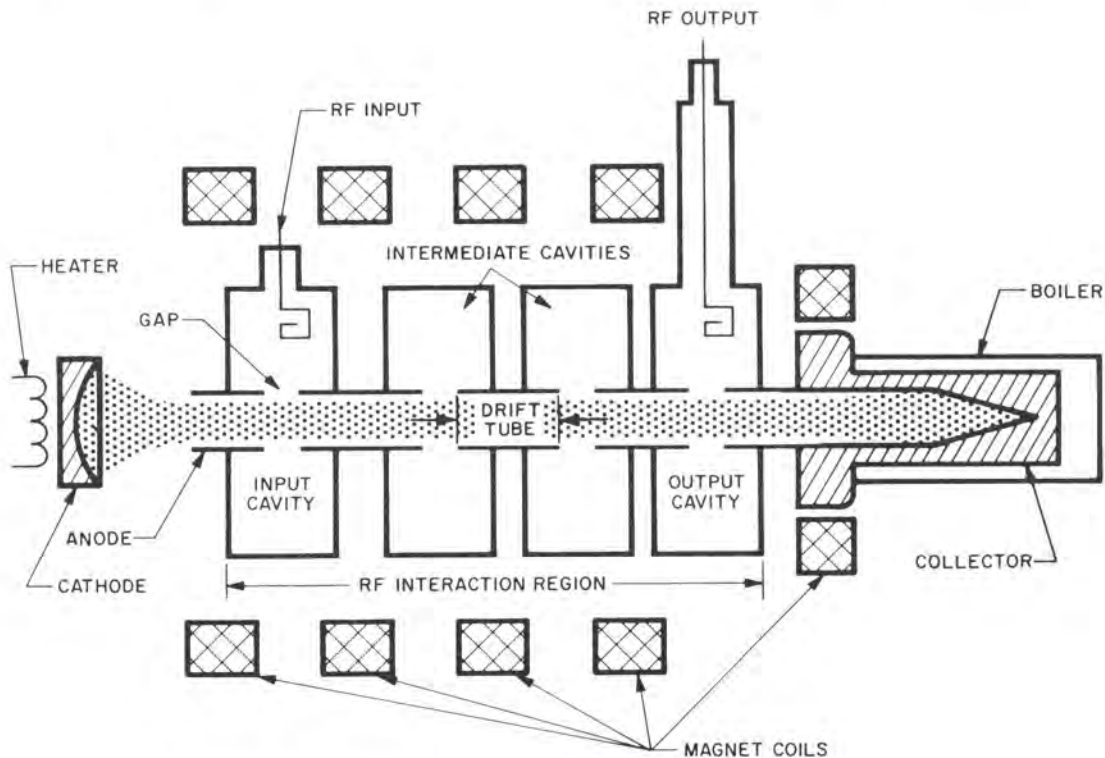 RF OUTPUT
RF INPUT
INTERMEDIATE CAVITIES
HEATER
BOILER
GAP
DRIFT
TUBE
INPUT
CAVITY
OUTPUT
CAVITY
ANODE
COLLECTOR
CATHODE
RF INTERACTION REGION
MAGNET COILS